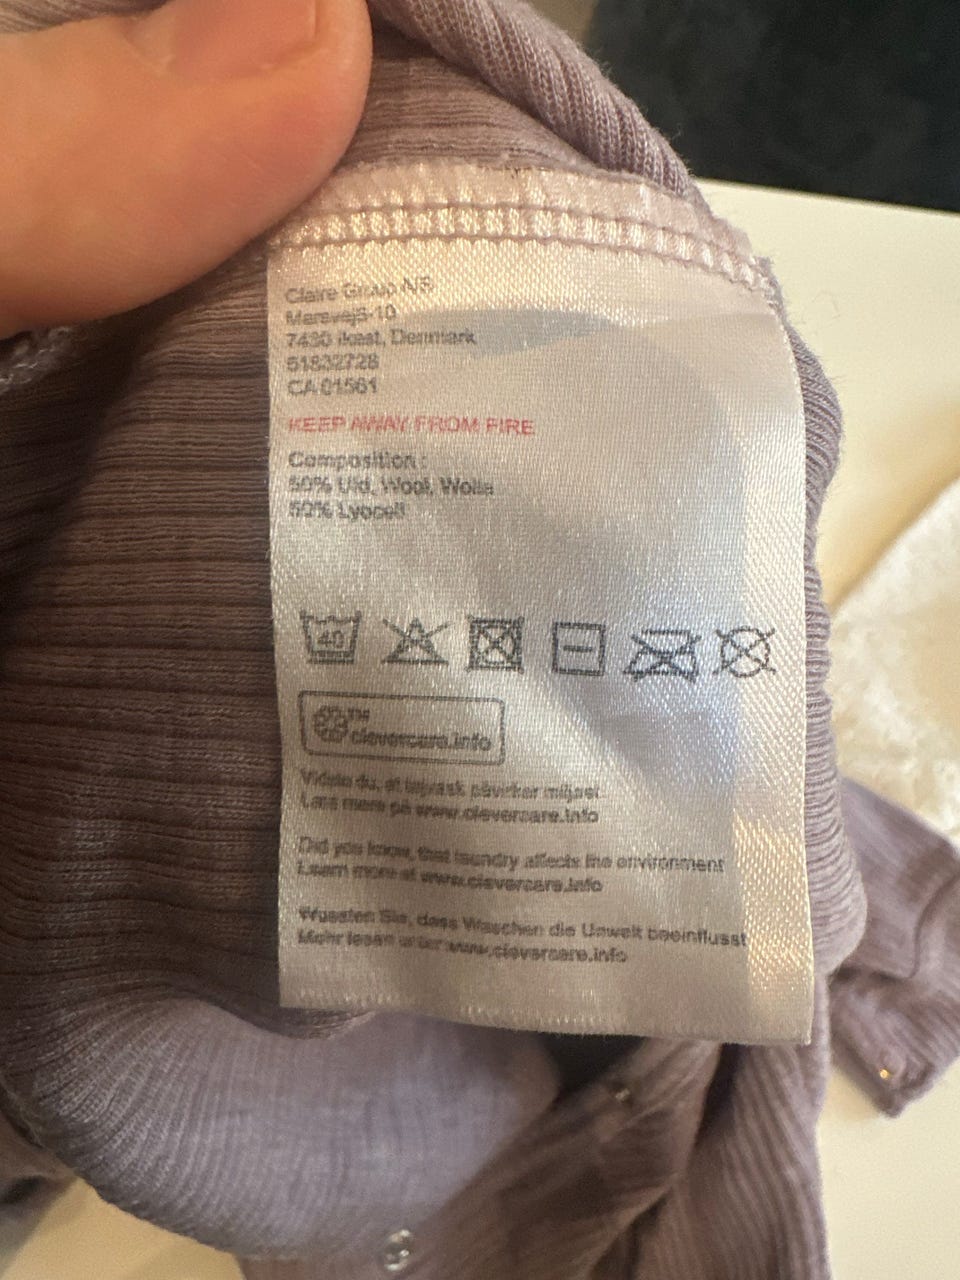 Claire Group A/S
Marsvej 8-10
7430 Ikast, Denmark
51832728
CA 01561
KEEP AWAY FROM FIRE
Composition:
50% Uld, Wool, Wolle
50% Lyocell
40
TM
clevercare.info
Vidste du, at tøjvask påvirker miljøet
Læs mere på www.clevercare.info
Did you know, that laundry affects the environment
Learn more at www.clevercare.info
Wussten Sie, dass Waschen die Umwelt beeinflusst
Mehr lesen unter www.clevercare.info